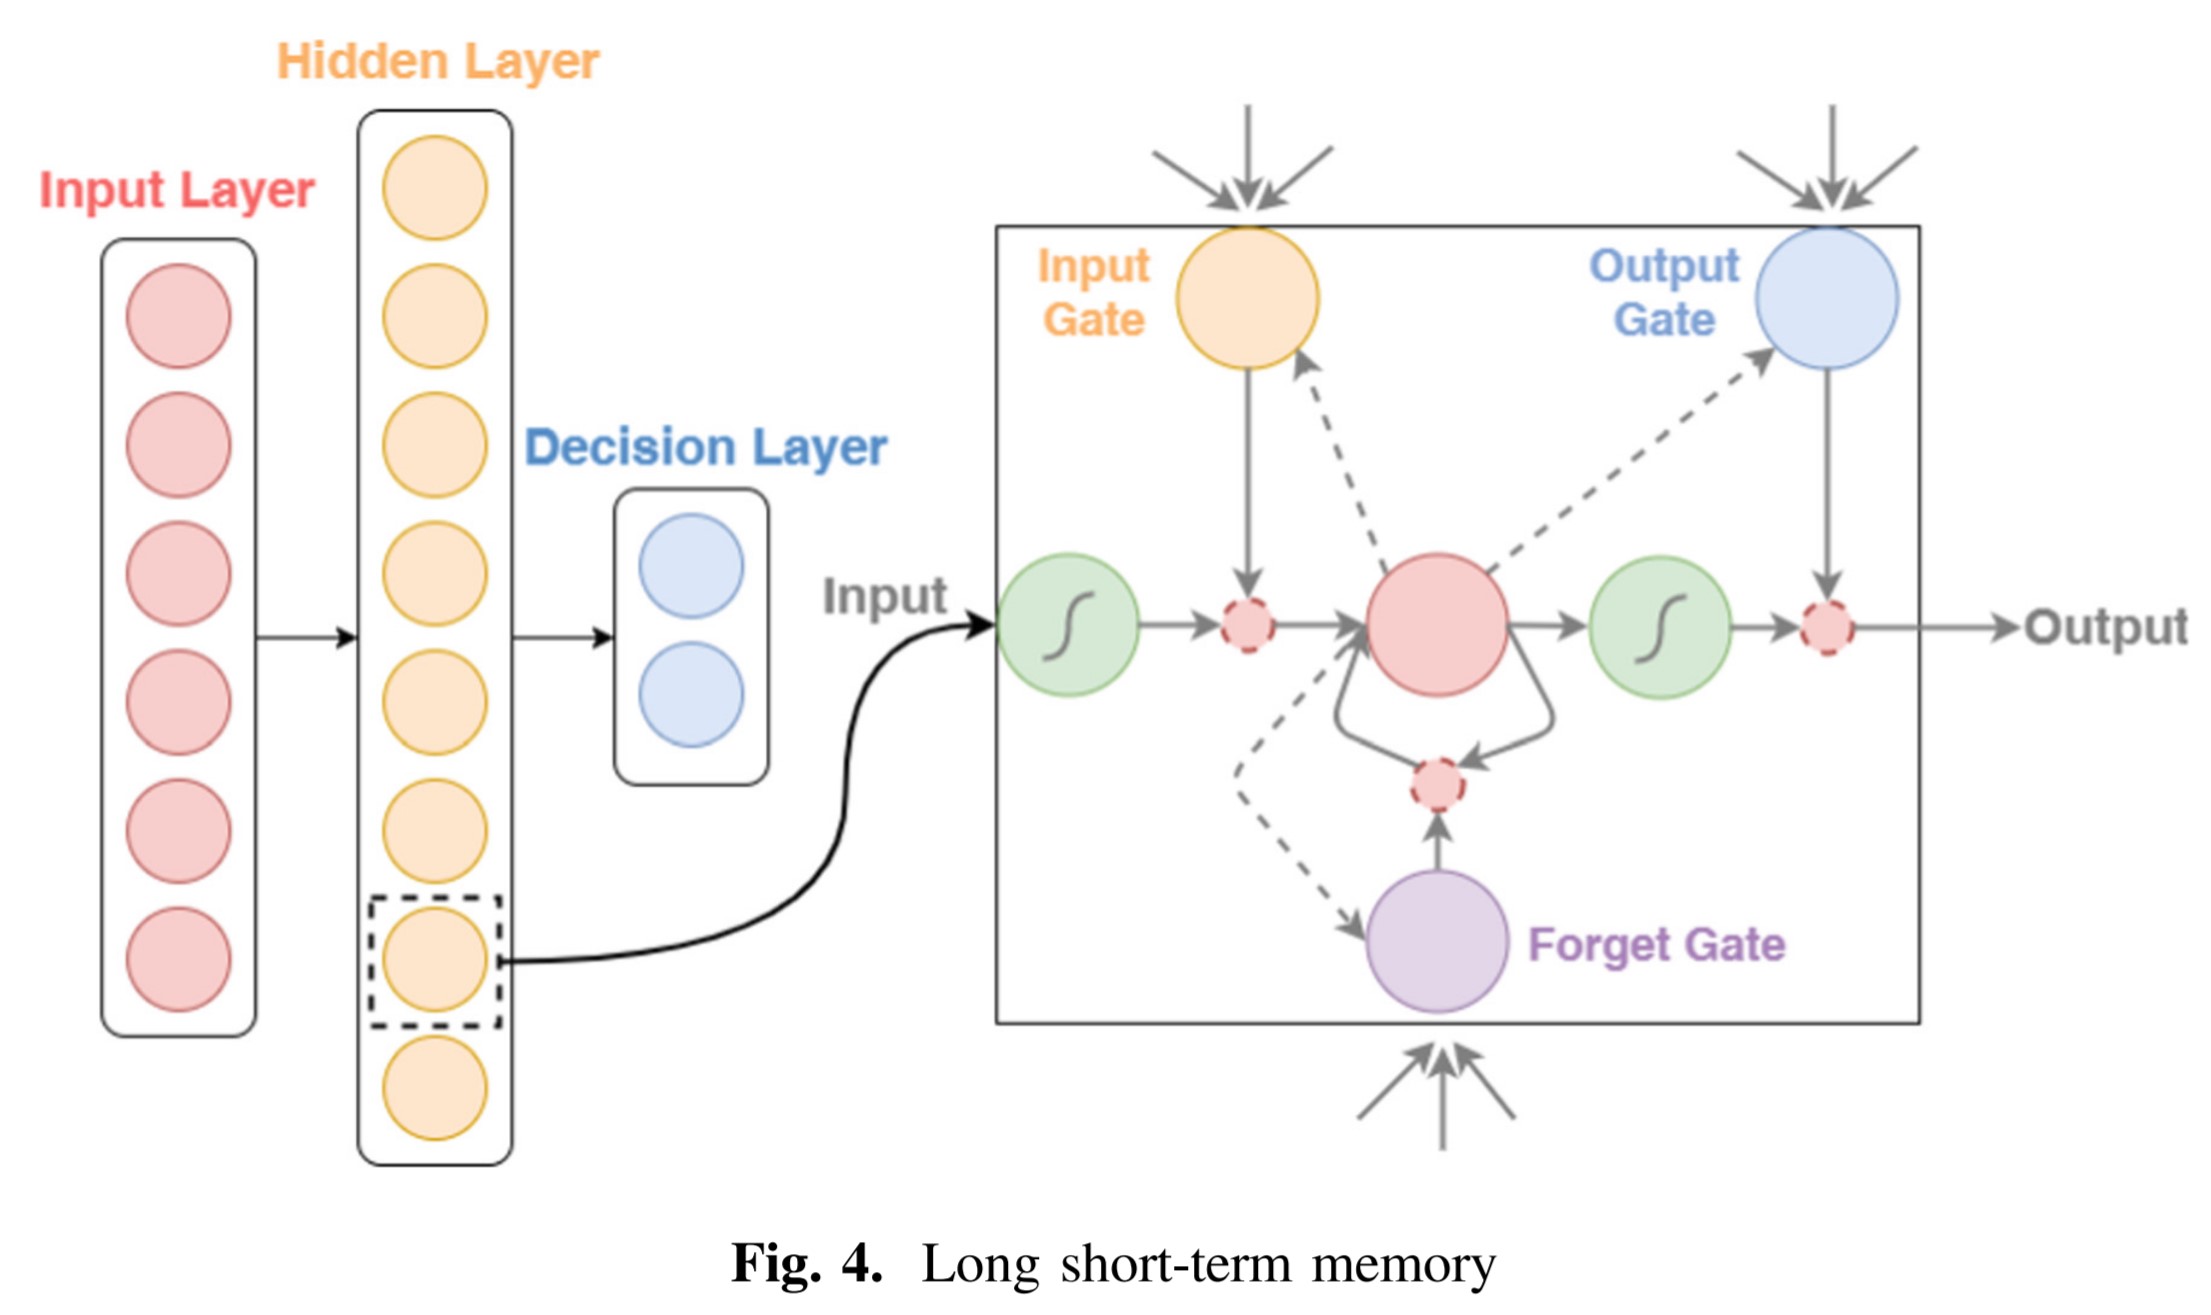 Hidden Layer
Input Layer
Decision Layer
Input
Input
Gate
Output
Gate
Output
Forget Gate
Fig. 4. Long short-term memory